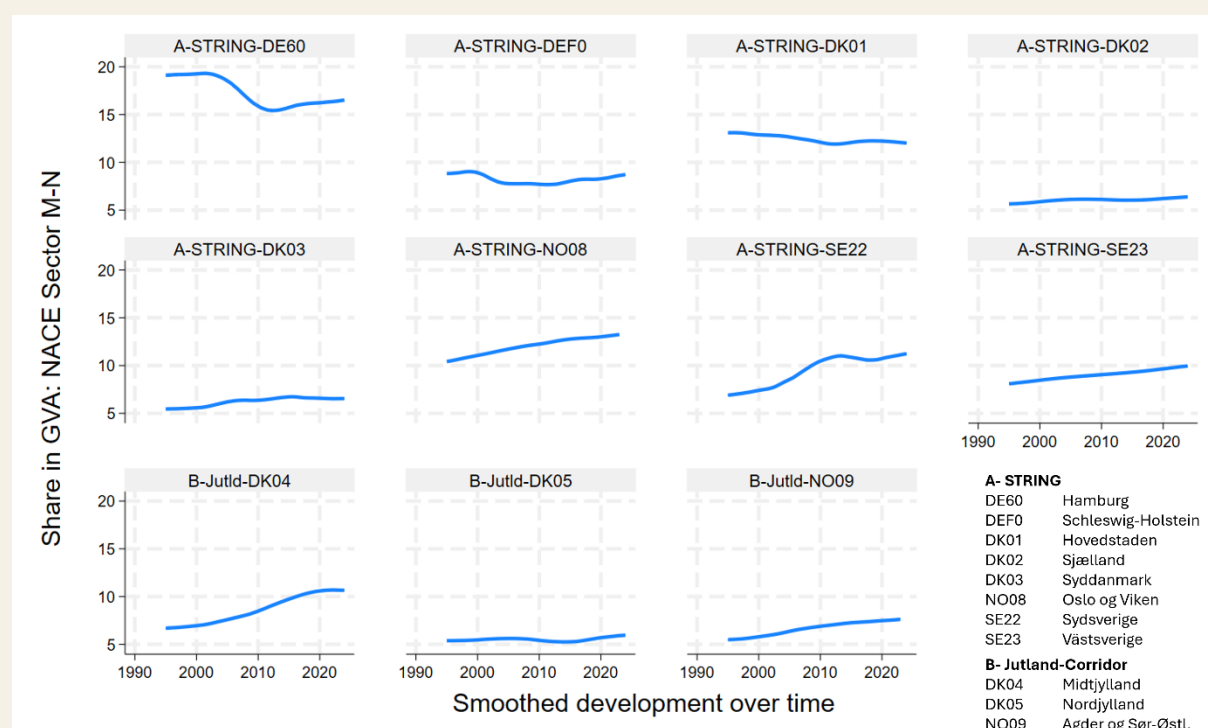 A-STRING-DE60 A-STRING-DEF0 A-STRING-DK01 A-STRING-DK02
20
15
10
5
A-STRING-DK03 A-STRING-NO08 A-STRING-SE22 A-STRING-SE23
20
15
10
5
1990 2000 2010 2020
B-Jutld-DK04 B-Jutld-DK05 B-Jutld-NO09
20
15
10
5
1990 2000 2010 2020 1990 2000 2010 2020 1990 2000 2010 2020
Share in GVA: NACE Sector M-N
Smoothed development over time
A- STRING
DE60 Hamburg
DEF0 Schleswig-Holstein
DK01 Hovedstaden
DK02 Sjælland
DK03 Syddanmark
NO08 Oslo og Viken
SE22 Sydsverige
SE23 Västsverige
B- Jutland-Corridor
DK04 Midtjylland
DK05 Nordjylland
NO09 Agder og Sør-Østl.